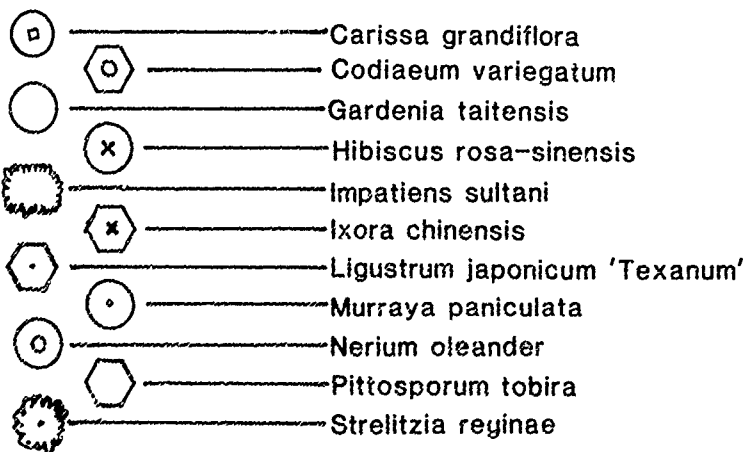 Carissa grandiflora
Codiaeum variegatum
Gardenia taitensis
Hibiscus rosa-sinensis
Impatiens sultani
Ixora chinensis
Ligustrum japonicum 'Texanum'
Murraya paniculata
Nerium oleander
Pittosporum tobira
Strelitzia reginae